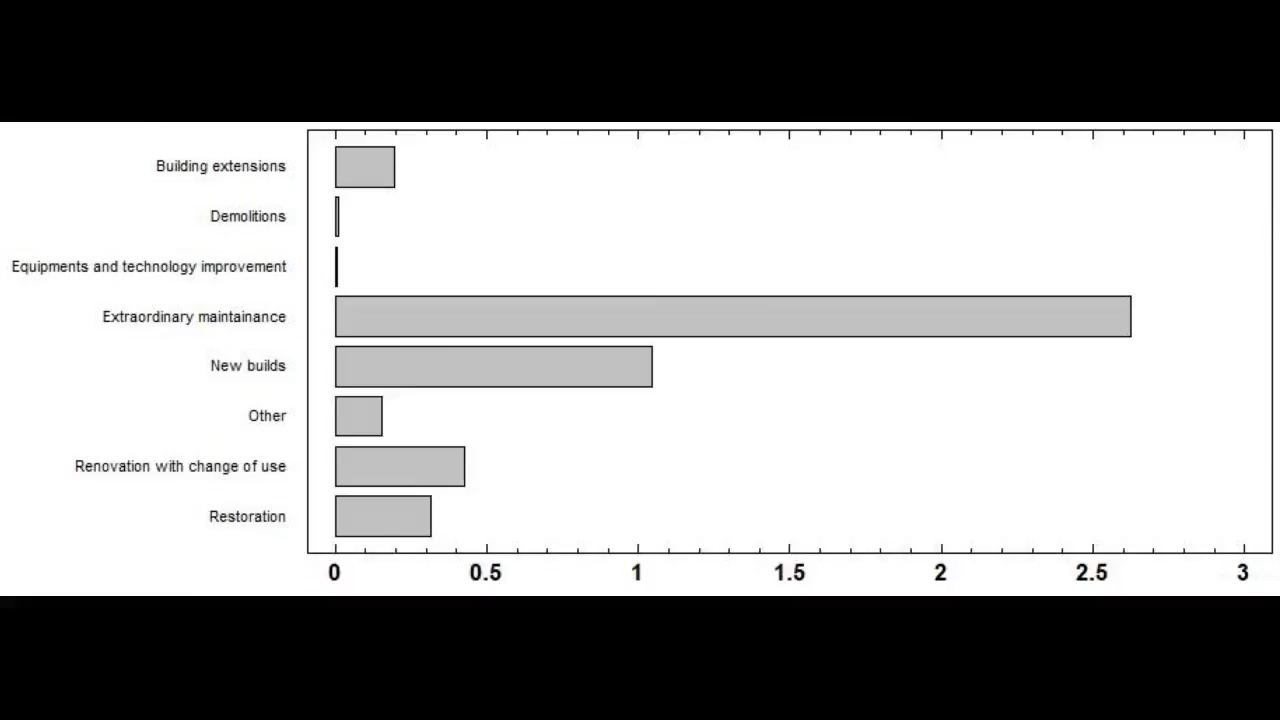 Building extensions
Demolitions
Equipments and technology improvement
Extraordinary maintainance
New builds
Other
Renovation with change of use
Restoration
0 0.5 1 1.5 2 2.5 3